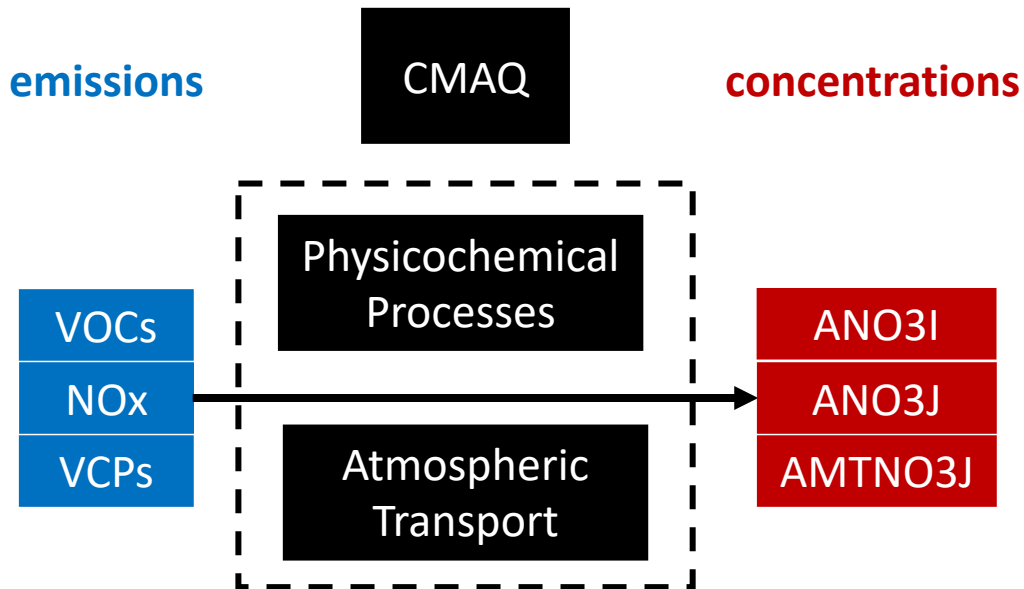 emissions
CMAQ
concentrations
Physicochemical
Processes
VOCs
NOx
VCPs
Atmospheric
Transport
ANO3I
ANO3J
AMTNO3J